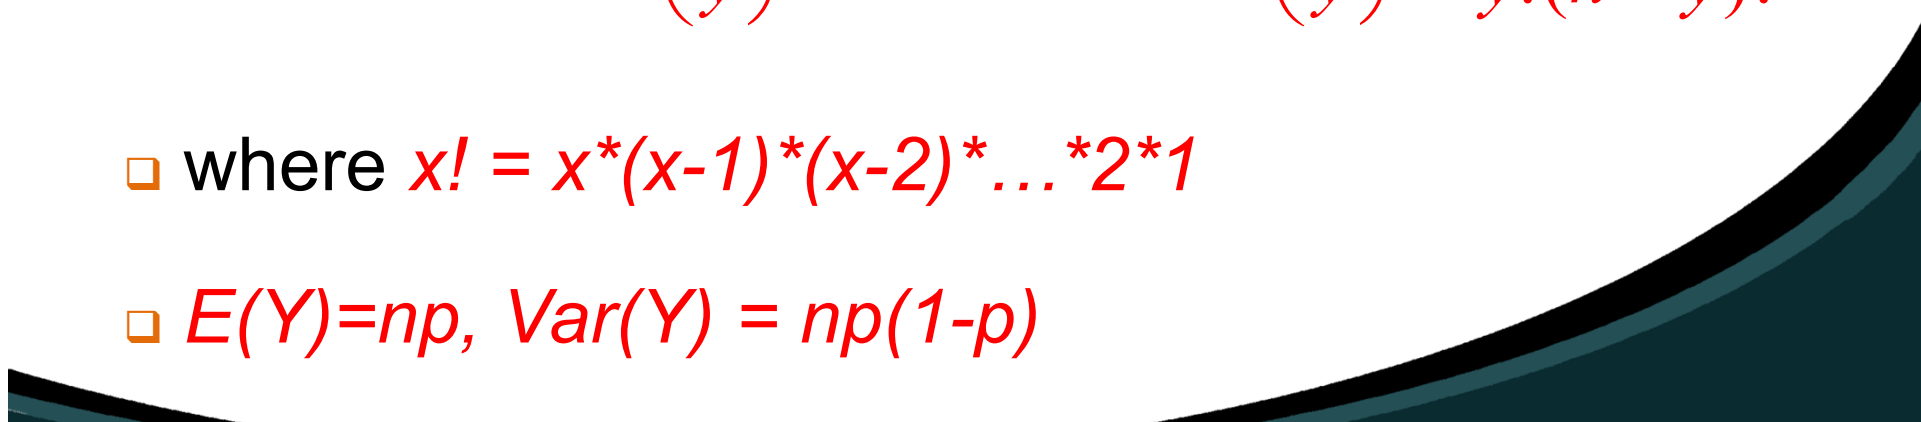 where x! = x*(x-1)*(x-2)*…*2*1
E(Y)=np, Var(Y) = np(1-p)